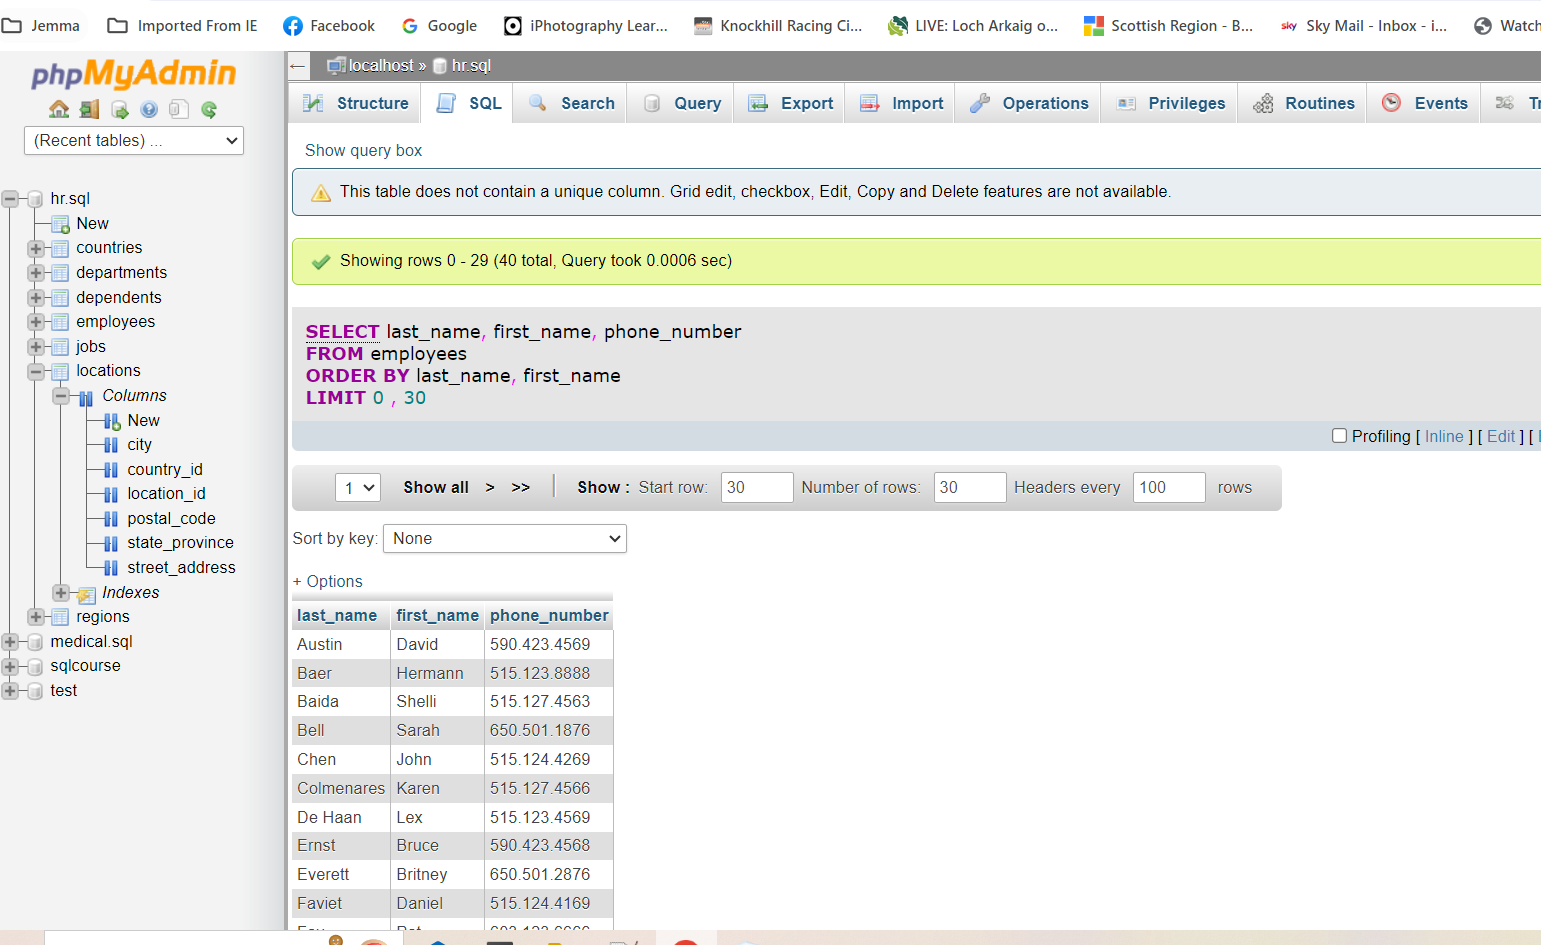 Jemma Imported From IE Facebook Google iPhotography Lear... Knockhill Racing Ci... LIVE: Loch Arkaig o... Scottish Region - B... sky Sky Mail - Inbox - i... Watch
phpMyAdmin
(Recent tables) ...
hr.sql
New
countries
departments
dependents
employees
jobs
locations
Columns
New
city
country_id
location_id
postal_code
state_province
street_address
Indexes
regions
medical.sql
sqlcourse
test
← localhost » hr.sql
Structure SQL Search Query Export Import Operations Privileges Routines Events Tr
Show query box
This table does not contain a unique column. Grid edit, checkbox, Edit, Copy and Delete features are not available.
Showing rows 0 - 29 (40 total, Query took 0.0006 sec)
SELECT last_name, first_name, phone_number
FROM employees
ORDER BY last_name, first_name
LIMIT 0 , 30
Profiling [ Inline ] [ Edit ] [
1 Show all > >> Show : Start row: 30 Number of rows: 30 Headers every 100 rows
Sort by key: None
+ Options
last_name first_name phone_number
Austin David 590.423.4569
Baer Hermann 515.123.8888
Baida Shelli 515.127.4563
Bell Sarah 650.501.1876
Chen John 515.124.4269
Colmenares Karen 515.127.4566
De Haan Lex 515.123.4569
Ernst Bruce 590.423.4568
Everett Britney 650.501.2876
Faviet Daniel 515.124.4169